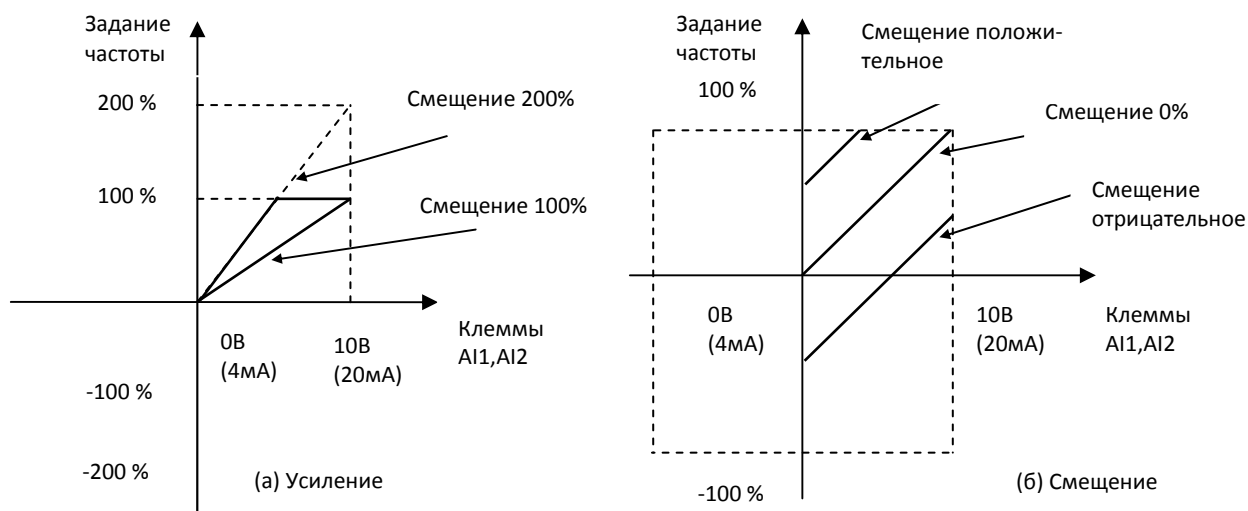 Задание
частоты
200 %
Смещение 200%
100 %
Смещение 100%
0В
(4мА)
10В
(20мА)
Клеммы
AI1,AI2
-100 %
-200 %
(а) Усиление
Задание
частоты
Смещение положи-
тельное
100 %
Смещение 0%
Смещение
отрицательное
0В
(4мА)
10В
(20мА)
Клеммы
AI1,AI2
-100 %
(б) Смещение